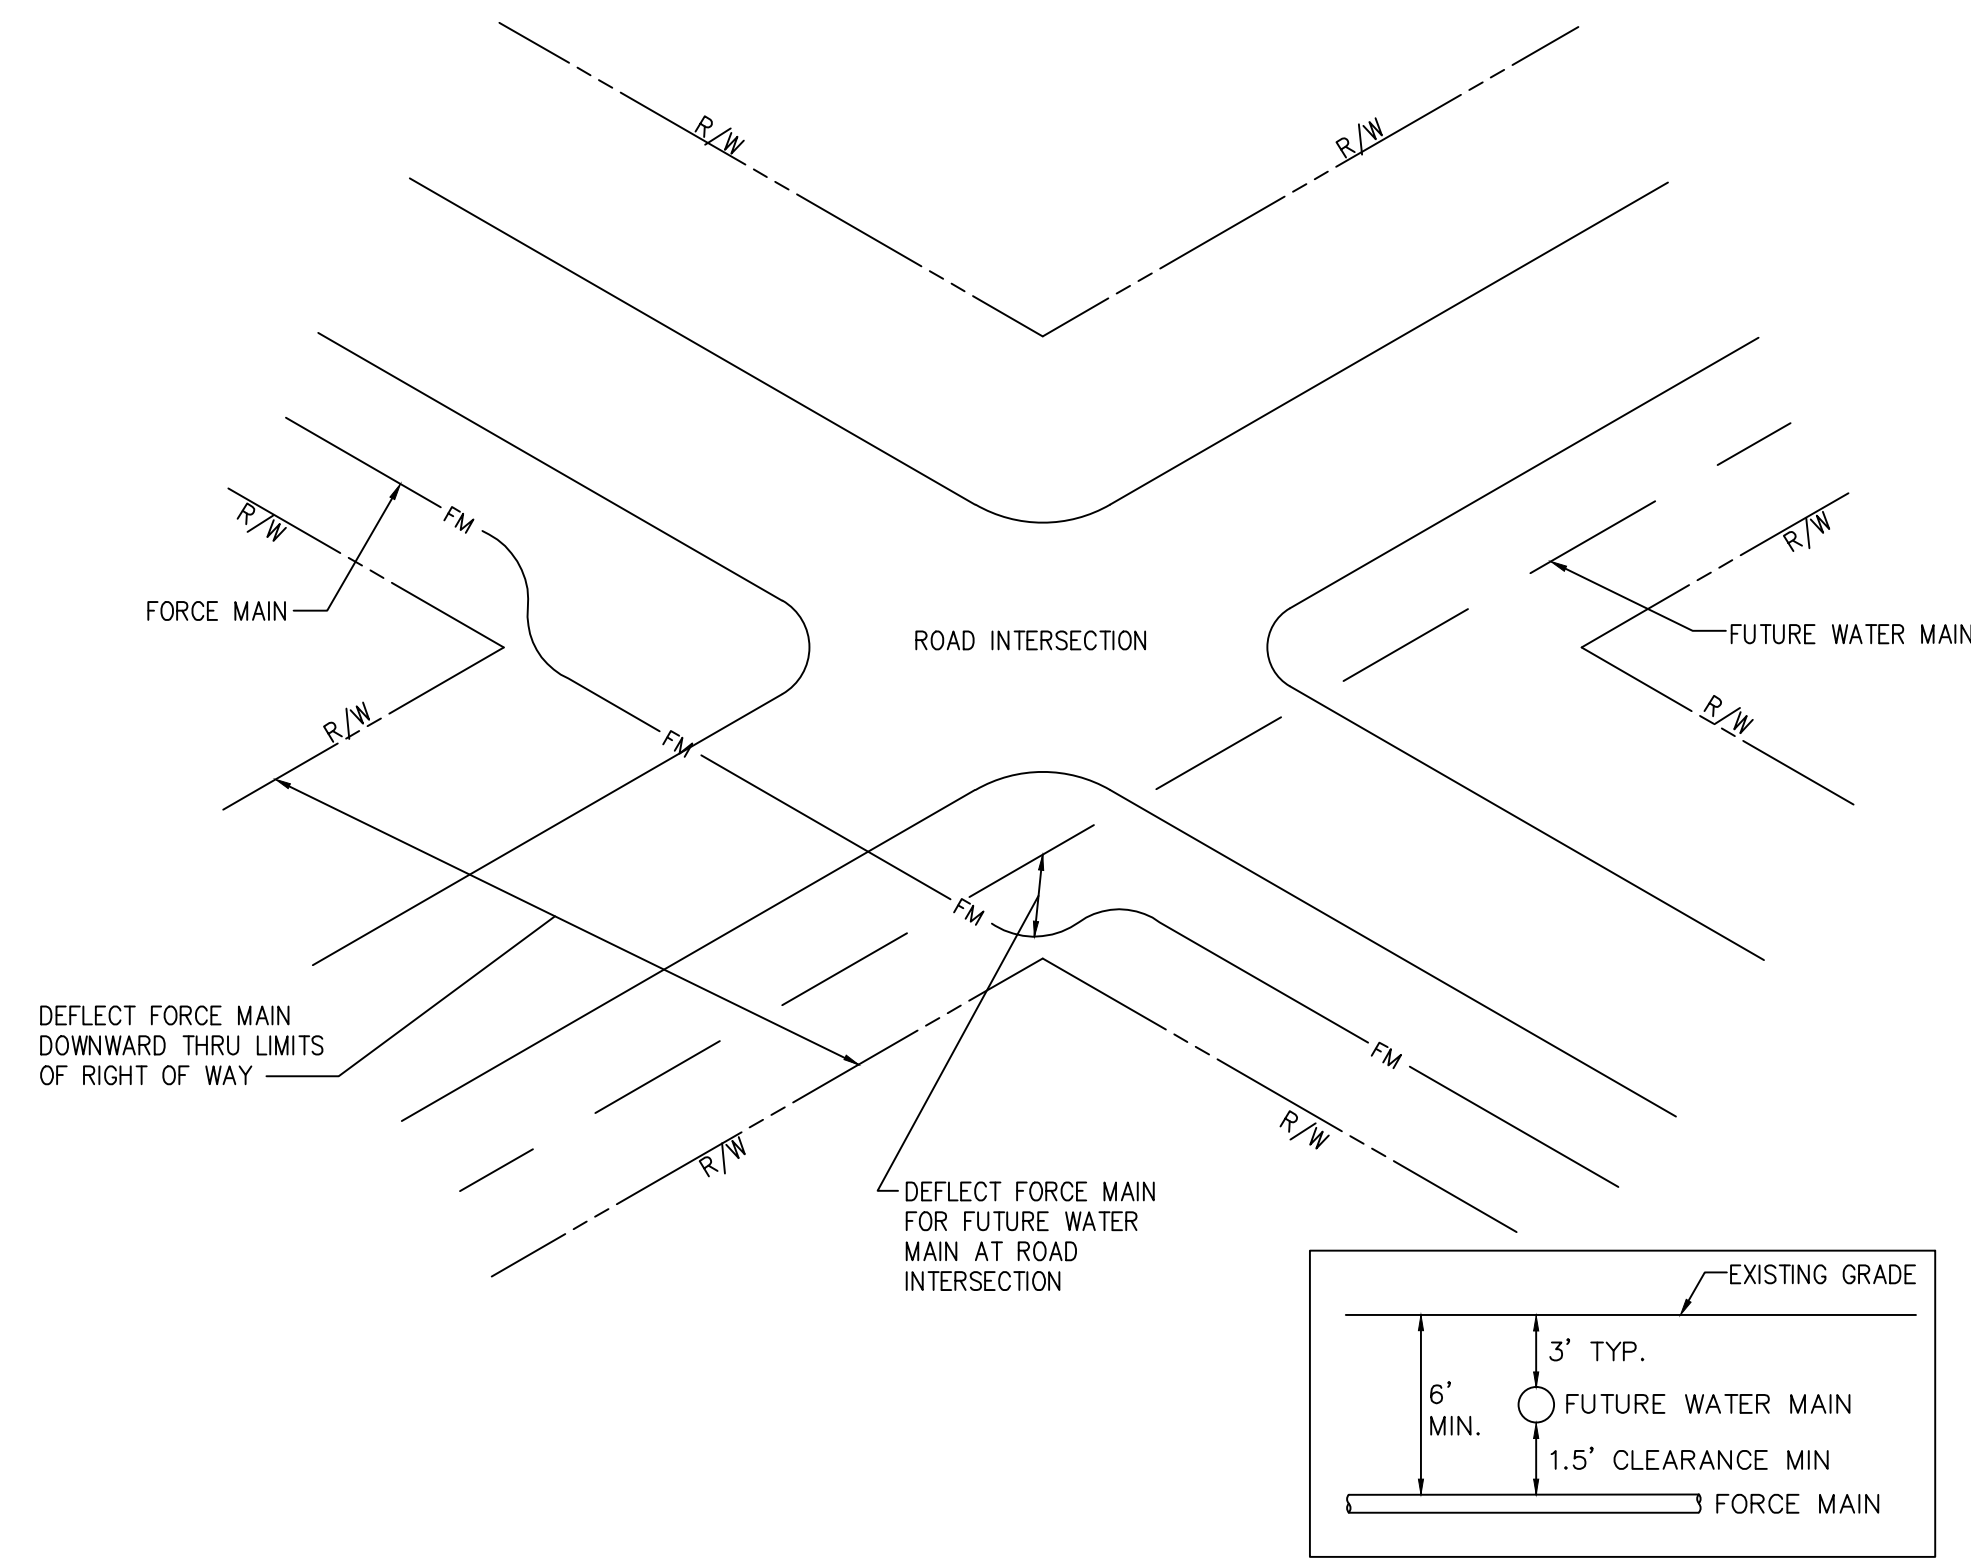 R/W
R/W
FM
R/W
R/W
FORCE MAIN
ROAD INTERSECTION
FUTURE WATER MAIN
R/W
R/W
FM
FM
DEFLECT FORCE MAIN
DOWNWARD THRU LIMITS
OF RIGHT OF WAY
FM
R/W
R/W
DEFLECT FORCE MAIN
FOR FUTURE WATER
MAIN AT ROAD
INTERSECTION
EXISTING GRADE
3' TYP.
6'
MIN.
FUTURE WATER MAIN
1.5' CLEARANCE MIN
FORCE MAIN